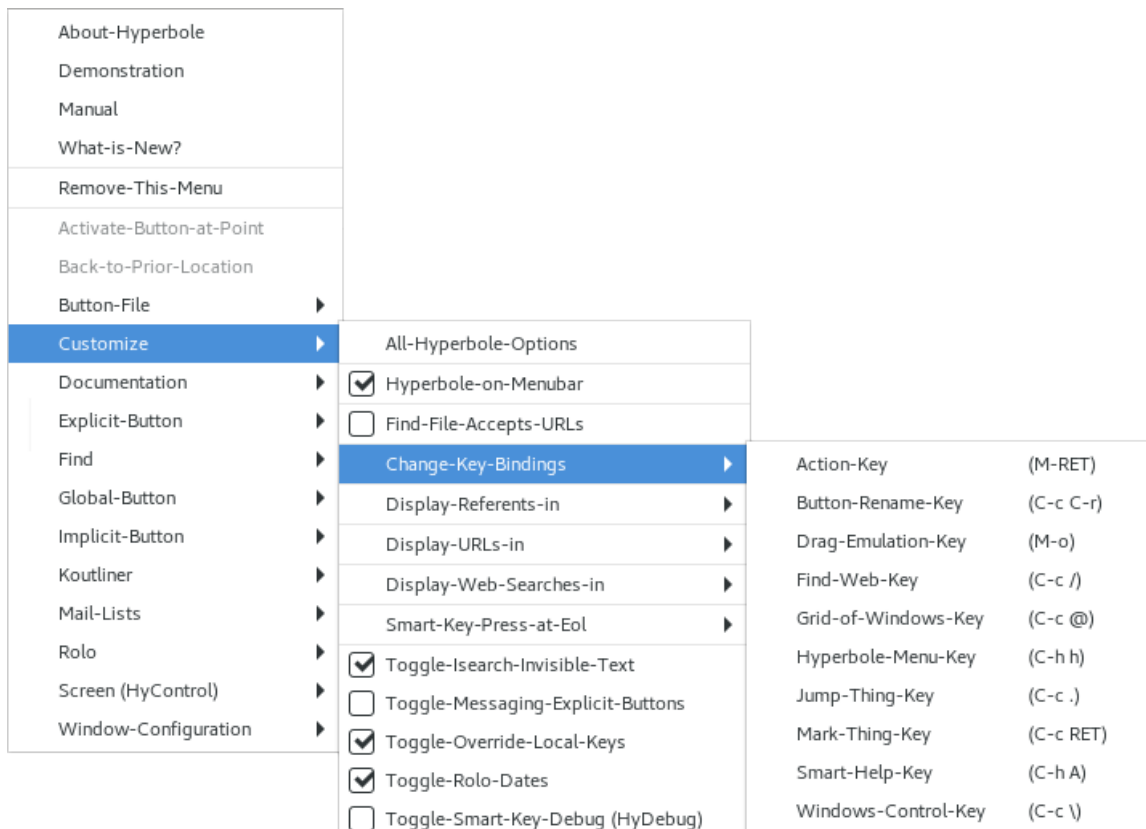 About-Hyperbole
Demonstration
Manual
What-is-New?
Remove-This-Menu
Activate-Button-at-Point
Back-to-Prior-Location
Button-File
Customize
Documentation
Explicit-Button
Find
Global-Button
Implicit-Button
Koutliner
Mail-Lists
Rolo
Screen (HyControl)
Window-Configuration
All-Hyperbole-Options
Hyperbole-on-Menubar
Find-File-Accepts-URLs
Change-Key-Bindings
Display-Referents-in
Display-URLs-in
Display-Web-Searches-in
Smart-Key-Press-at-Eol
Toggle-Isearch-Invisible-Text
Toggle-Messaging-Explicit-Buttons
Toggle-Override-Local-Keys
Toggle-Rolo-Dates
Toggle-Smart-Key-Debug (HyDebug)
Action-Key (M-RET)
Button-Rename-Key (C-c C-r)
Drag-Emulation-Key (M-o)
Find-Web-Key (C-c /)
Grid-of-Windows-Key (C-c @)
Hyperbole-Menu-Key (C-h h)
Jump-Thing-Key (C-c .)
Mark-Thing-Key (C-c RET)
Smart-Help-Key (C-h A)
Windows-Control-Key (C-c \)